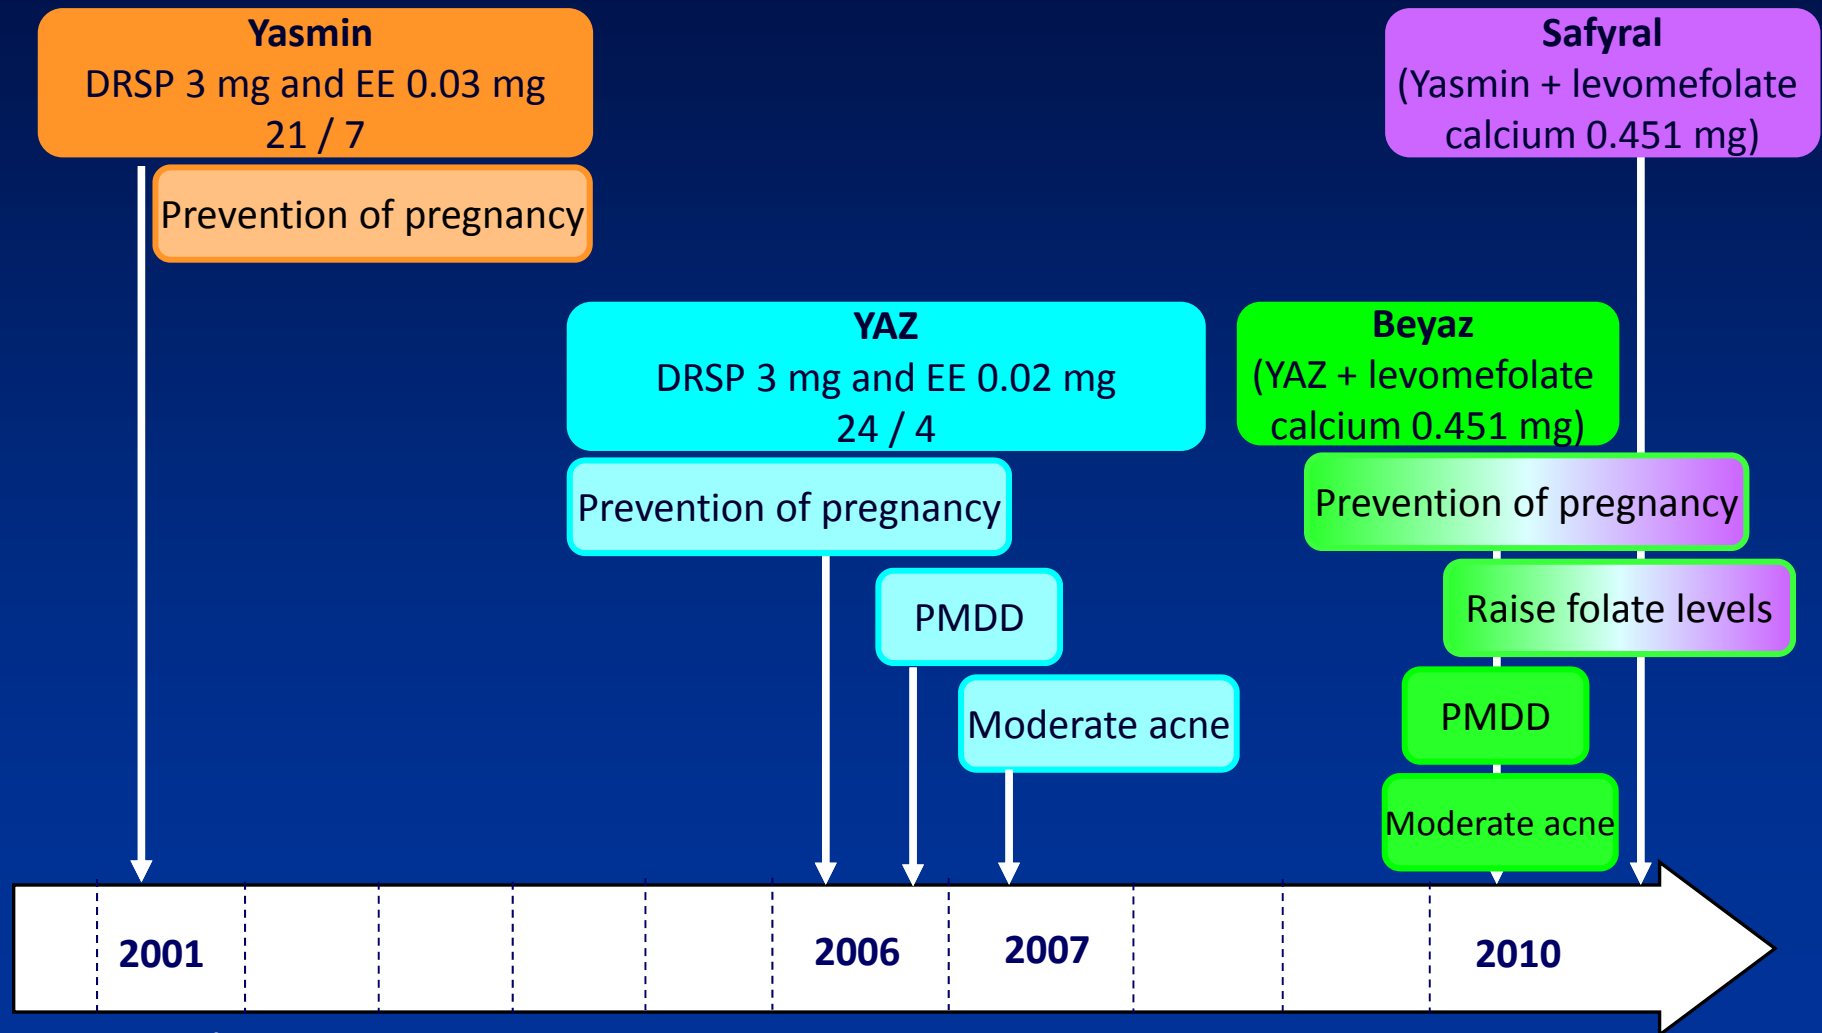 Yasmin
DRSP 3 mg and EE 0.03 mg
21 / 7
Prevention of pregnancy
Safyral
(Yasmin + levomefolate
calcium 0.451 mg)
YAZ
DRSP 3 mg and EE 0.02 mg
24 / 4
Prevention of pregnancy
PMDD
Moderate acne
Beyaz
(YAZ + levomefolate
calcium 0.451 mg)
Prevention of pregnancy
Raise folate levels
PMDD
Moderate acne
2001
2006
2007
2010